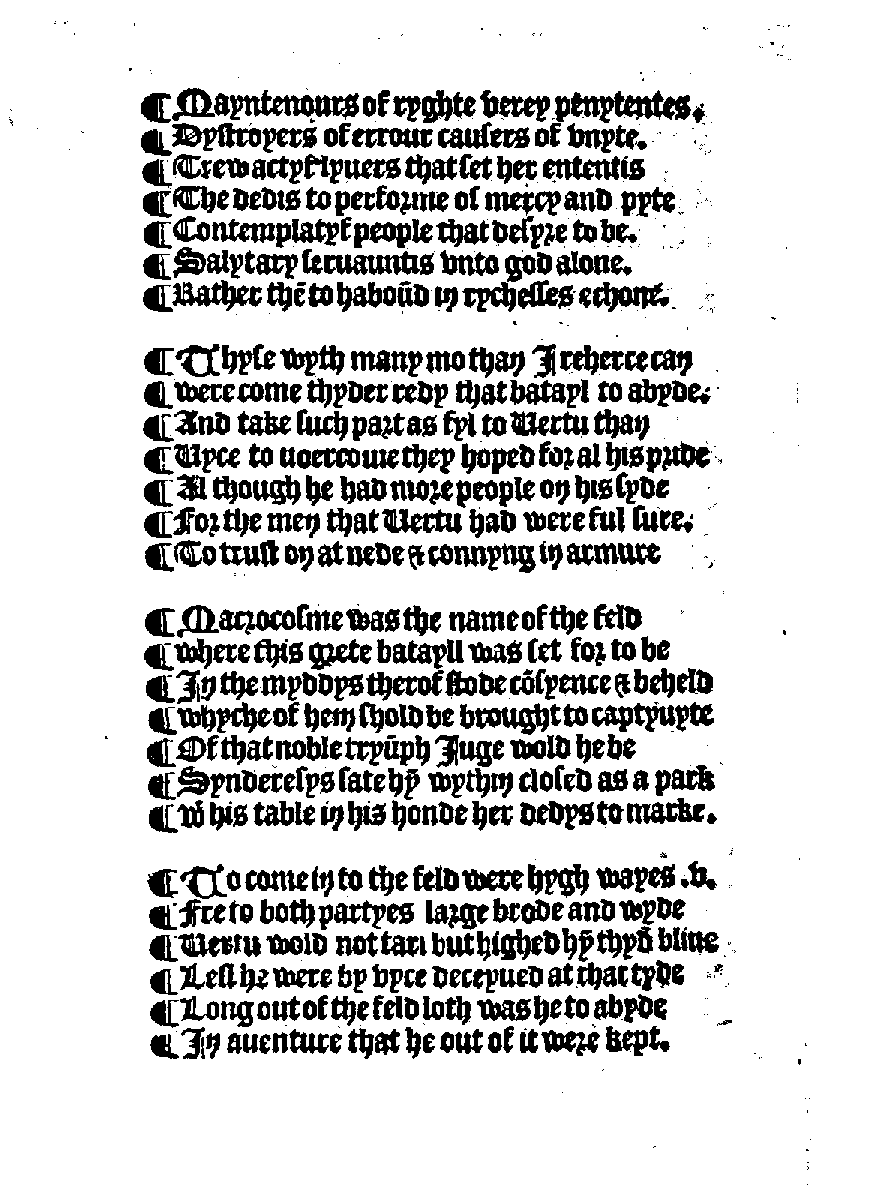 ¶ Mayntenours of ryghte verey penytentes.
¶ Dystroyers of errour causers of vnyte.
¶ Trew actyf lyuers that set her ententis
¶ The dedis to performe of mercy and pyte
¶ Contemplatyf people that desyre to be.
¶ Salytary seruauntis vnto god alone.
¶ Rather thē to haboūd in rychesses echone.
¶ Thyse wyth many mo than I reherce can
¶ were come thyder redy that batayl to abyde.
¶ And take such part as fyl to Vertu than
¶ Vyce to uoercome they hoped for al his pride
¶ Al though he had more people on his syde
¶ For the men that Vertu had were ful sure.
¶ To trust on at nede & connyng in armure
¶ Macrocosme was the name of the feld
¶ where this grete batayll was set for to be
¶ In the myddys therof stode cōsyence & beheld
¶ whyche of hem shold be brought to captyuyte
¶ Of that noble tryūph Iuge wold he be
¶ Synderesys sate hȳ wythin closed as a park
¶ wͭ his table in his honde her dedys to marke.
¶ To come in to the feld were hygh wayes .v.
¶ Fre to both partyes large brode and wyde
¶ Vertu wold not tari but highed hȳ thyd̄ bliue
¶ Lest he were by vyce deceyued at that tyde
¶ Long out of the feld loth was he to abyde
¶ In auenture that he out of it were kept.